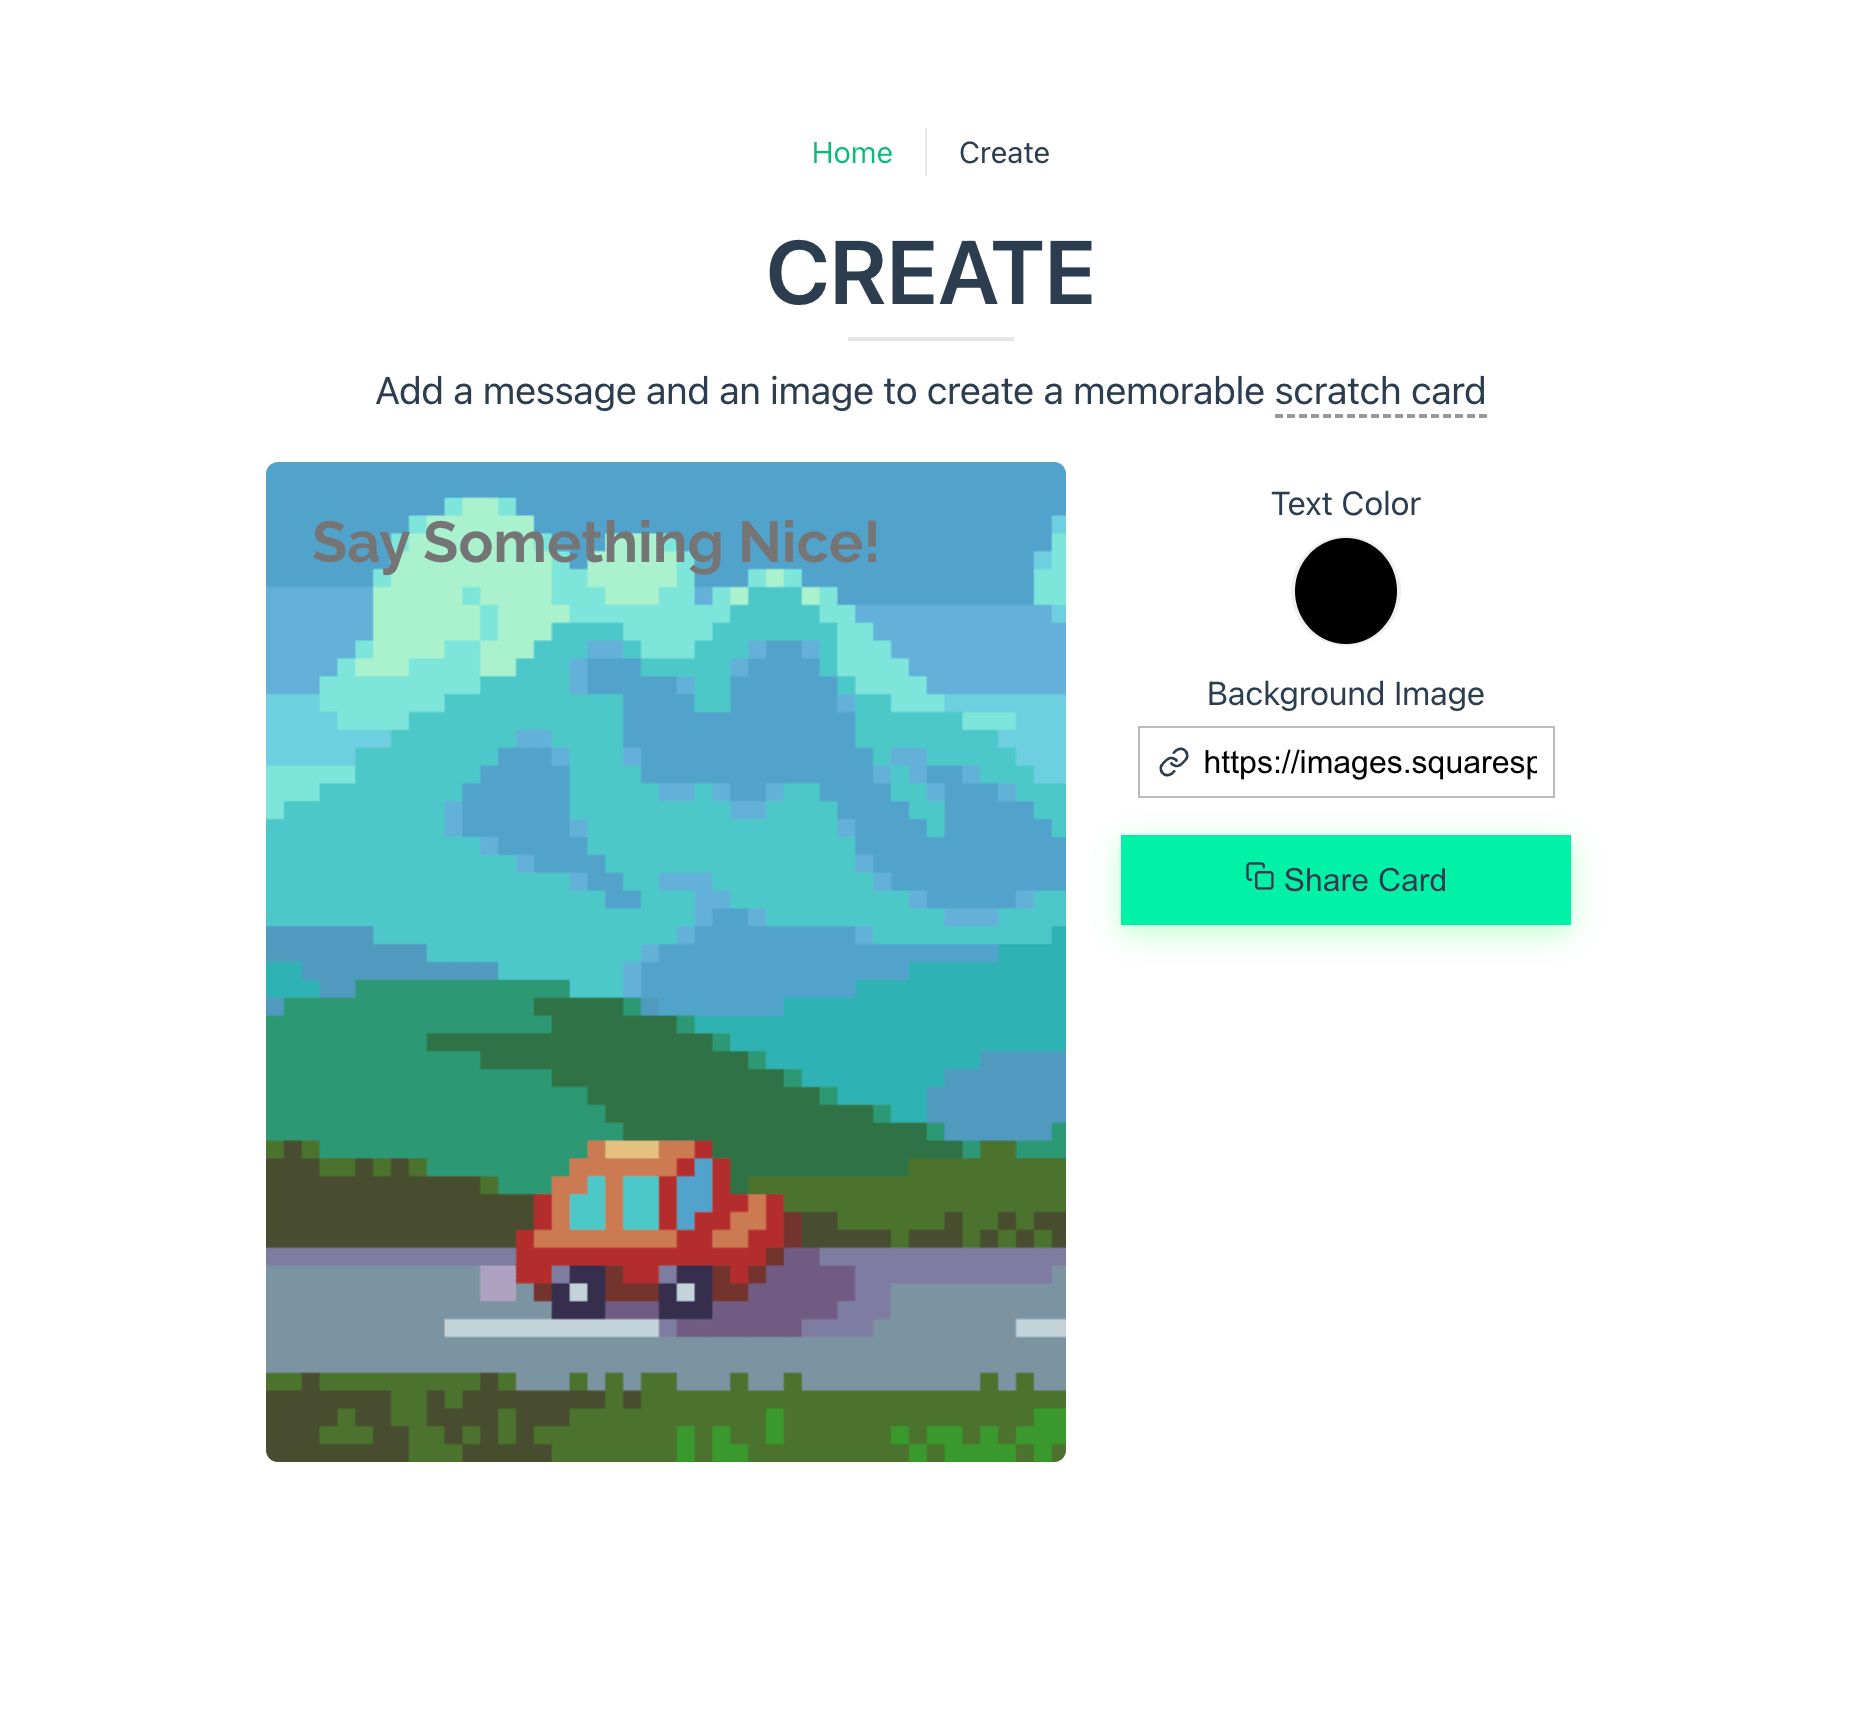 Home
Create
CREATE
Add a message and an image to create a memorable scratch card
Say Something Nice!
Text Color
Background Image
https://images.squaresp
Share Card